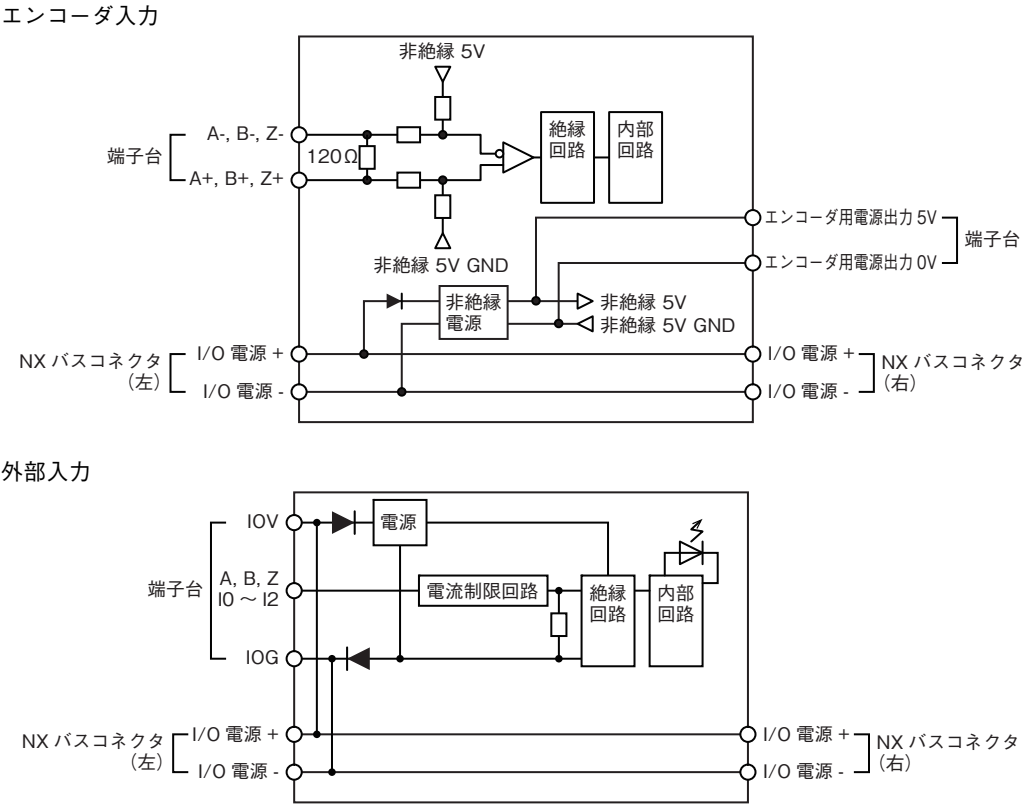 エンコーダ入力
非絶縁 5V
端子台
A-, B-, Z-
120Ω
A+, B+, Z+
絶縁
回路
内部
回路
非絶縁 5V GND
エンコーダ用電源出力 5V
エンコーダ用電源出力 0V
端子台
非絶縁
電源
非絶縁 5V
非絶縁 5V GND
NX バスコネクタ
(左)
I/O 電源 +
I/O 電源 -
I/O 電源 +
I/O 電源 -
NX バスコネクタ
(右)
外部入力
端子台
IOV
A, B, Z
I0 ～ I2
IOG
電源
電流制限回路
絶縁
回路
内部
回路
NX バスコネクタ
(左)
I/O 電源 +
I/O 電源 -
I/O 電源 +
I/O 電源 -
NX バスコネクタ
(右)